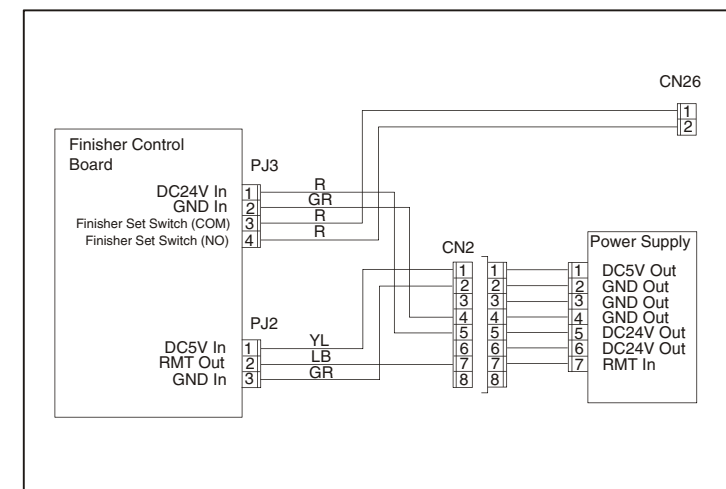 CN26
1
2
Finisher Control
Board
PJ3
DC24V In 1 R
GND In 2 GR
Finisher Set Switch (COM) 3 R
Finisher Set Switch (NO) 4 R
CN2
Power Supply
1 1 1 DC5V Out
2 2 2 GND Out
3 3 3 GND Out
4 4 4 GND Out
5 5 5 DC24V Out
6 6 6 DC24V Out
7 7 7 RMT In
8 8
PJ2
DC5V In 1 YL
RMT Out 2 LB
GND In 3 GR